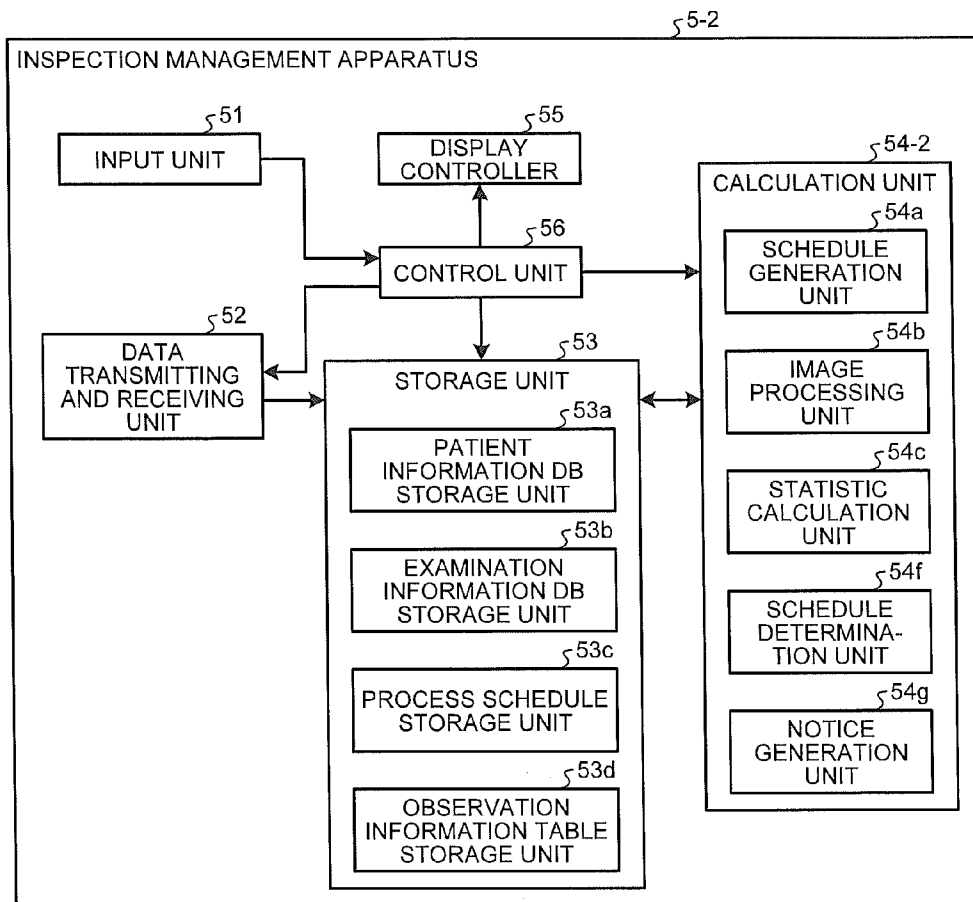 5-2
INSPECTION MANAGEMENT APPARATUS
51
INPUT UNIT
55
DISPLAY
CONTROLLER
56
CONTROL UNIT
52
DATA
TRANSMITTING
AND RECEIVING
UNIT
53
STORAGE UNIT
53a
PATIENT
INFORMATION DB
STORAGE UNIT
53b
EXAMINATION
INFORMATION DB
STORAGE UNIT
53c
PROCESS SCHEDULE
STORAGE UNIT
53d
OBSERVATION
INFORMATION TABLE
STORAGE UNIT
54-2
CALCULATION UNIT
54a
SCHEDULE
GENERATION
UNIT
54b
IMAGE
PROCESSING
UNIT
54c
STATISTIC
CALCULATION
UNIT
54f
SCHEDULE
DETERMINA-
TION UNIT
54g
NOTICE
GENERATION
UNIT